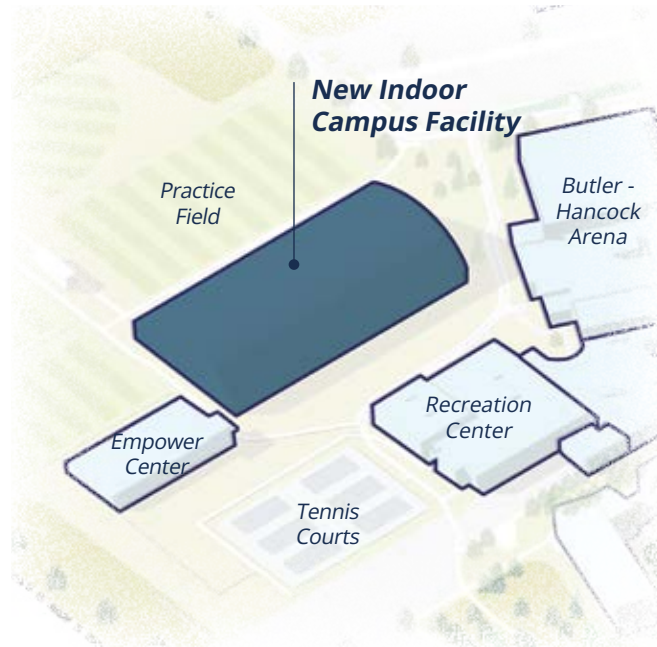 New Indoor
Campus Facility
Practice
Field
Butler -
Hancock
Arena
Recreation
Center
Empower
Center
Tennis
Courts